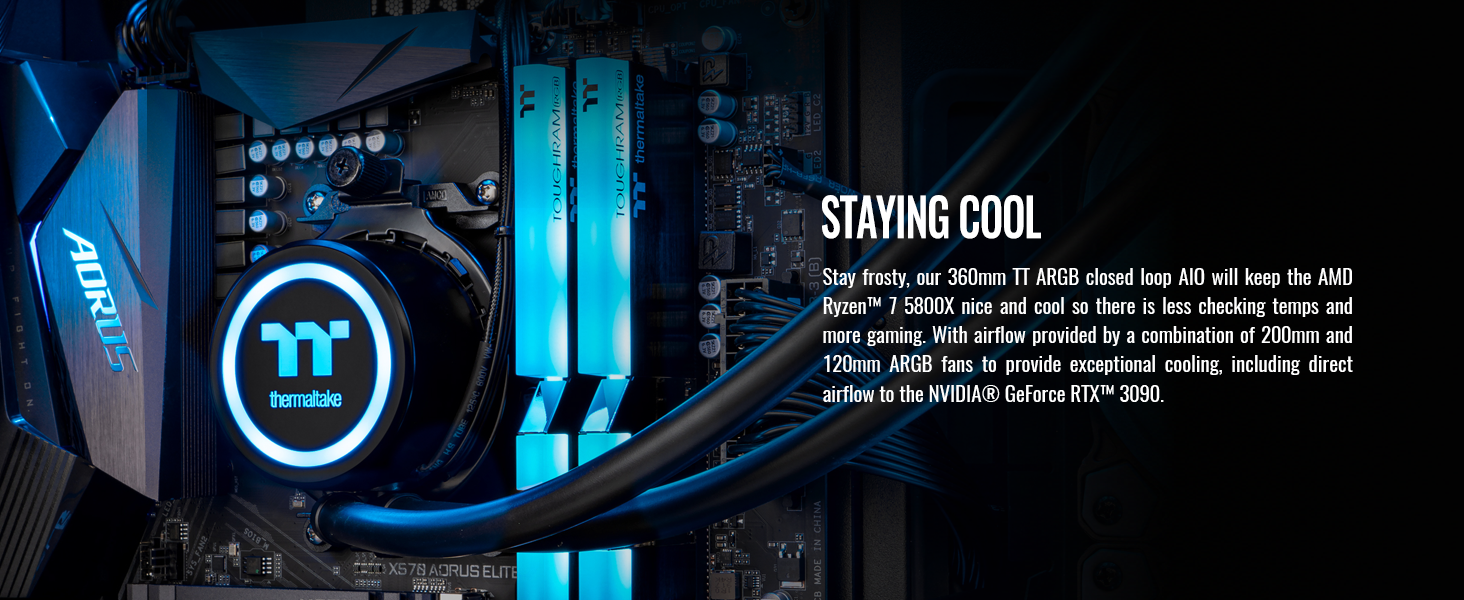 STAYING COOL
Stay frosty, our 360mm TT ARGB closed loop AIO will keep the AMD
Ryzen™ 7 5800X nice and cool so there is less checking temps and
more gaming. With airflow provided by a combination of 200mm and
120mm ARGB fans to provide exceptional cooling, including direct
airflow to the NVIDIA® GeForce RTX™ 3090.
AORUS
FIGHT ON
thermaltake
TOUGHRAM (RGB)
thermaltake
TOUGHRAM (RGB)
thermaltake
LED_C2
X570 AORUS ELITE
MADE IN CHINA